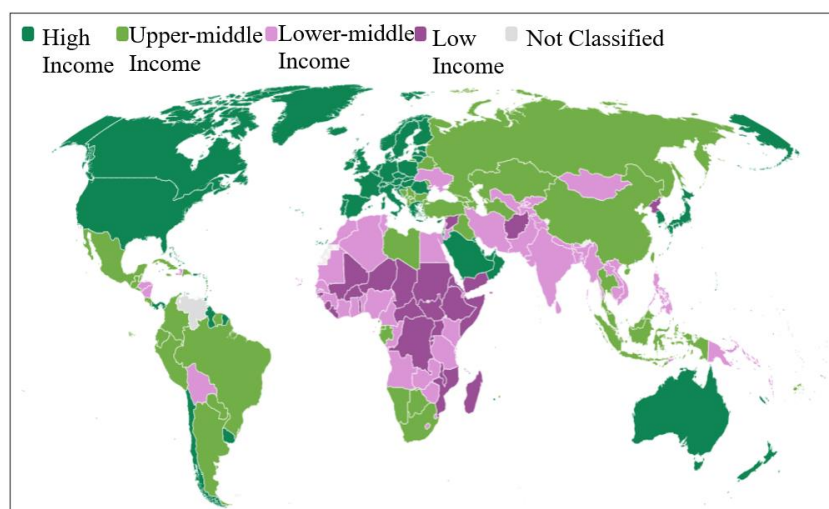 High Income
Upper-middle Income
Lower-middle Income
Low Income
Not Classified